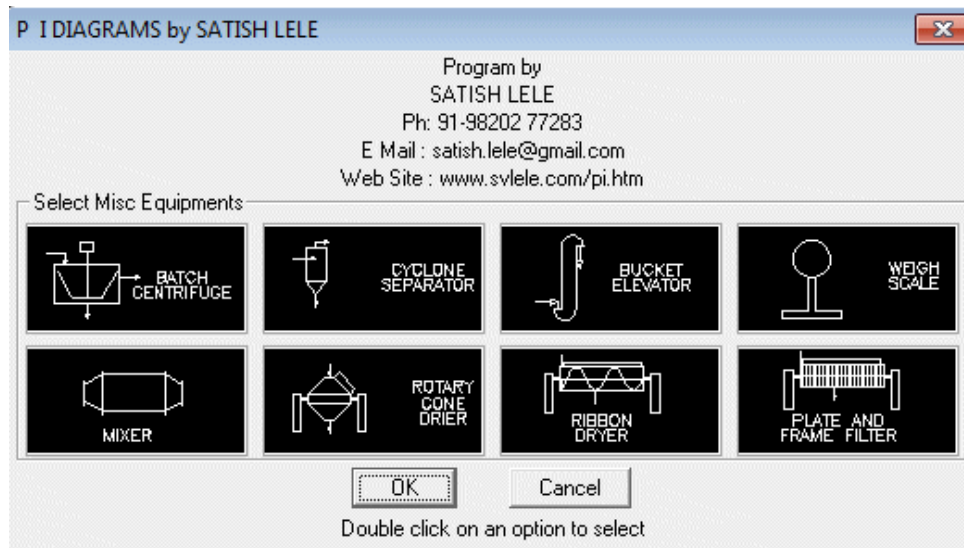 P I DIAGRAMS by SATISH LELE
Program by
SATISH LELE
Ph: 91-98202 77283
E Mail : satish.lele@gmail.com
Web Site : www.svlele.com/pi.htm
Select Misc Equipments
BATCH
CENTRIFUGE
CYCLONE
SEPARATOR
BUCKET
ELEVATOR
WEIGH
SCALE
MIXER
ROTARY
CONE
DRIER
RIBBON
DRYER
PLATE AND
FRAME FILTER
OK
Cancel
Double click on an option to select